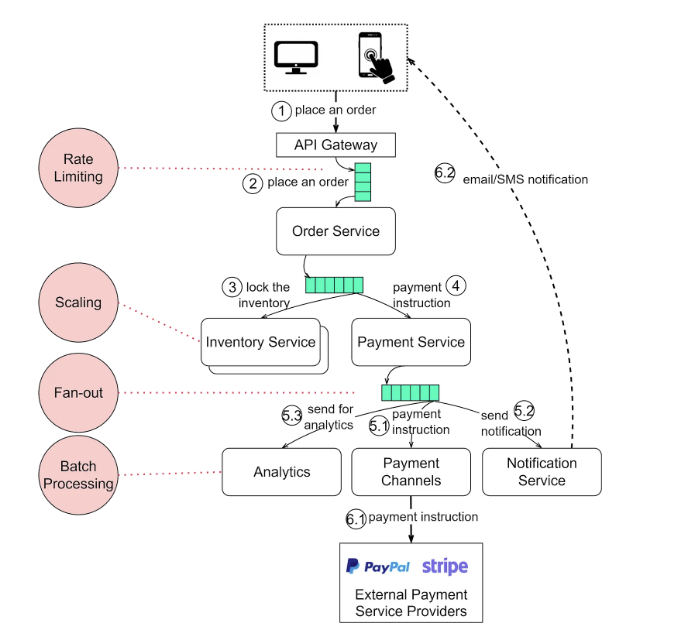 1 place an order
API Gateway
Rate
Limiting
6.2 email/SMS notification
2 place an order
Order Service
3 lock the
inventory
payment 4
instruction
Scaling
Inventory Service
Payment Service
Fan-out
5.3 send for
analytics
5.1 payment
instruction
send 5.2
notification
Batch
Processing
Analytics
Payment
Channels
Notification
Service
6.1 payment instruction
PayPal stripe
External Payment
Service Providers